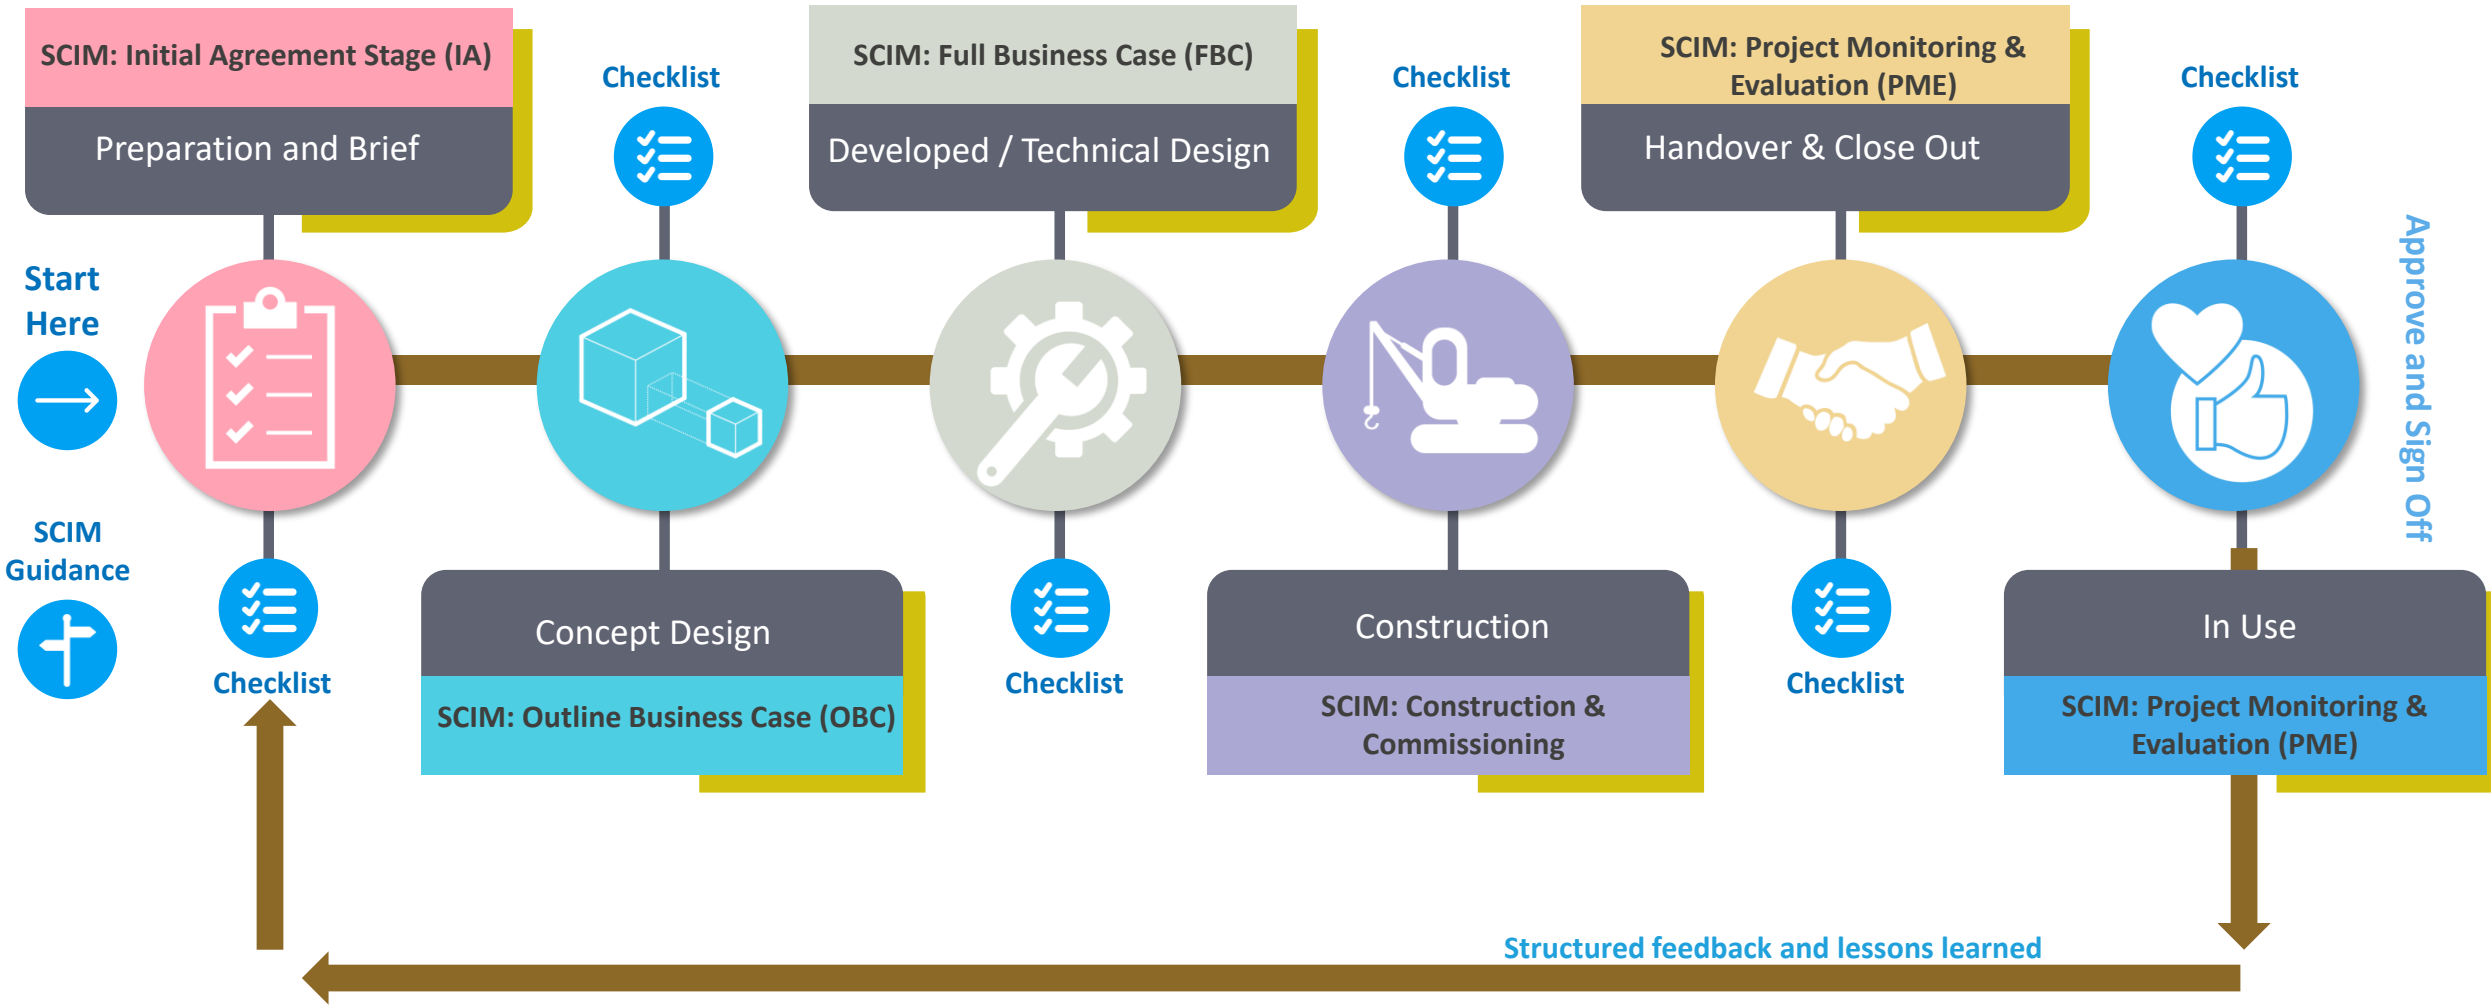 SCIM: Initial Agreement Stage (IA)
Preparation and Brief
Checklist
SCIM: Full Business Case (FBC)
Developed / Technical Design
Checklist
SCIM: Project Monitoring &
Evaluation (PME)
Handover & Close Out
Checklist
Start
Here
Approve and Sign Off
SCIM
Guidance
Checklist
Concept Design
SCIM: Outline Business Case (OBC)
Checklist
Construction
SCIM: Construction &
Commissioning
Checklist
In Use
SCIM: Project Monitoring &
Evaluation (PME)
Structured feedback and lessons learned